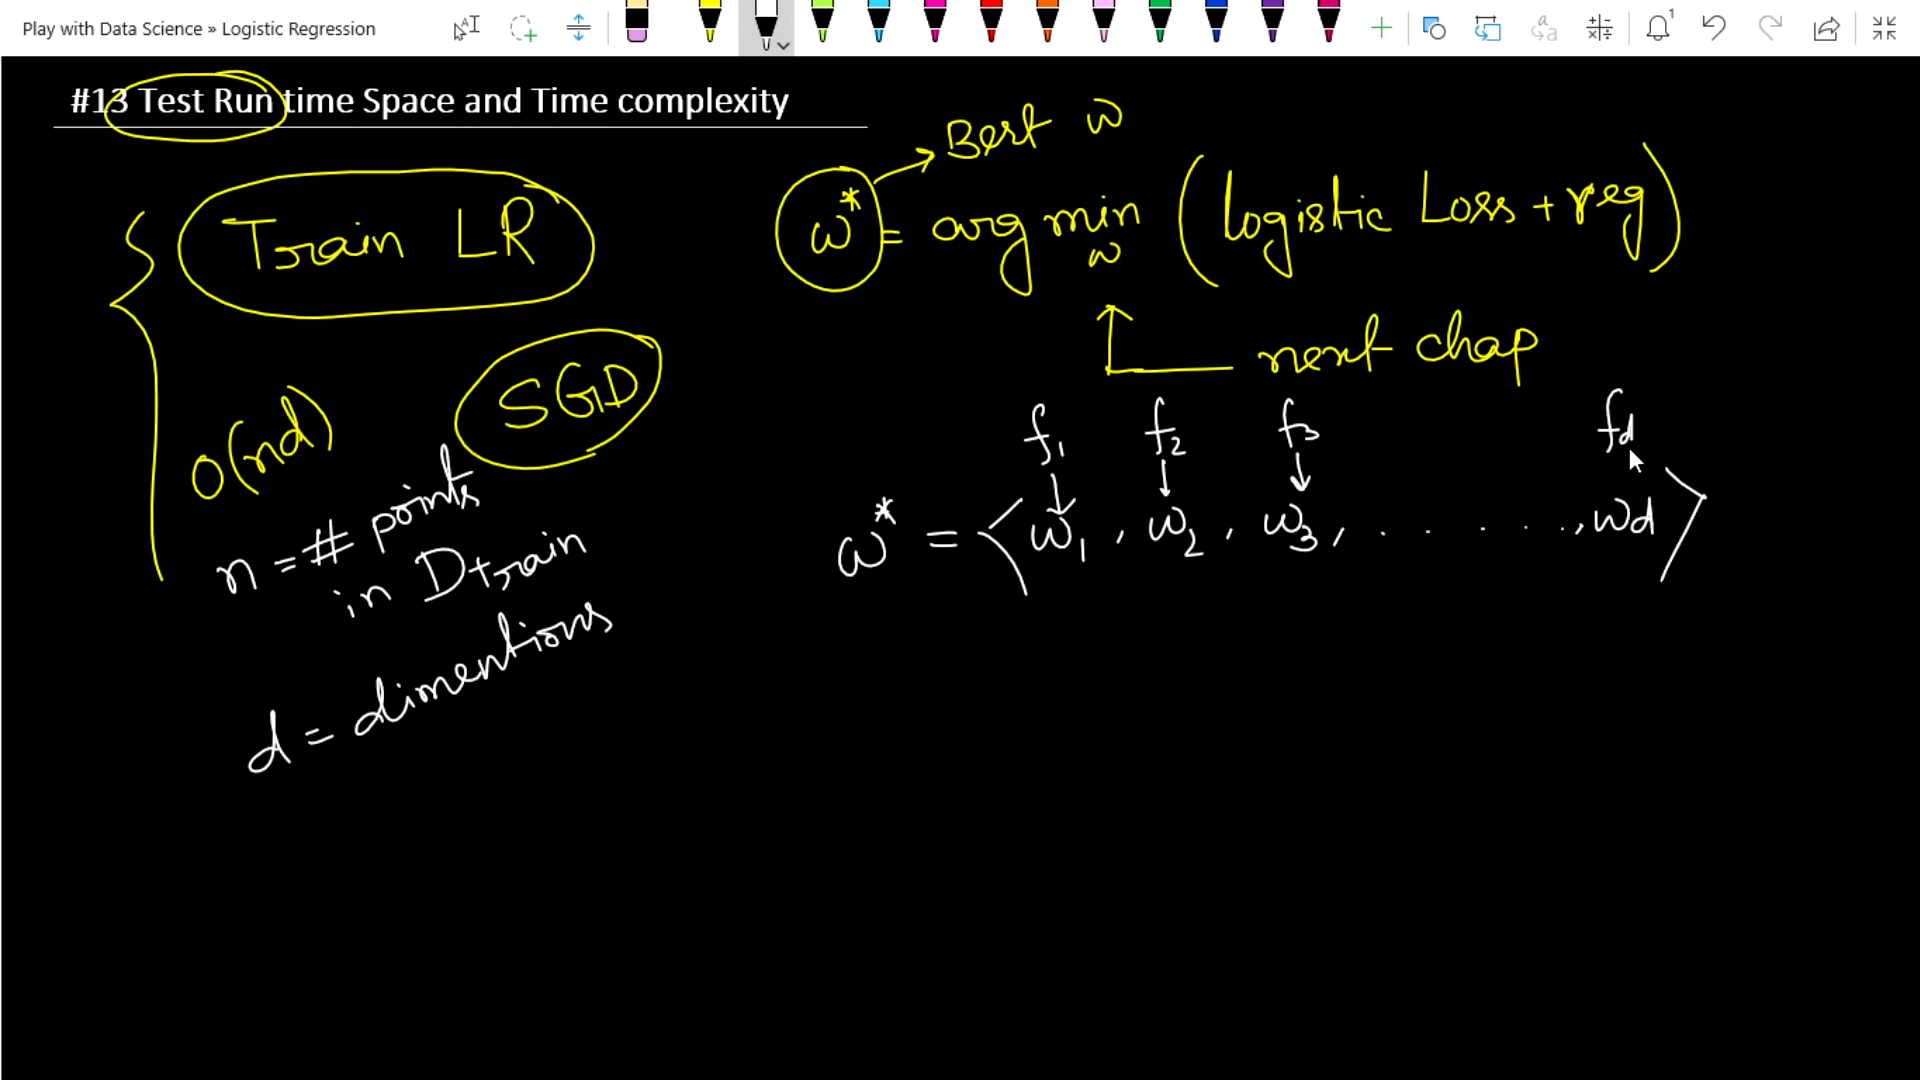 Play with Data Science » Logistic Regression
#13 Test Run time Space and Time complexity
Best w
Train LR
w* = arg min (logistic Loss + reg)
w
next chap
SGD
O(nd)
f1 f2 f3 fd
n = # points
in Dtrain
w* = < w1, w2, w3, . . . . . ., wd >
d = dimentions